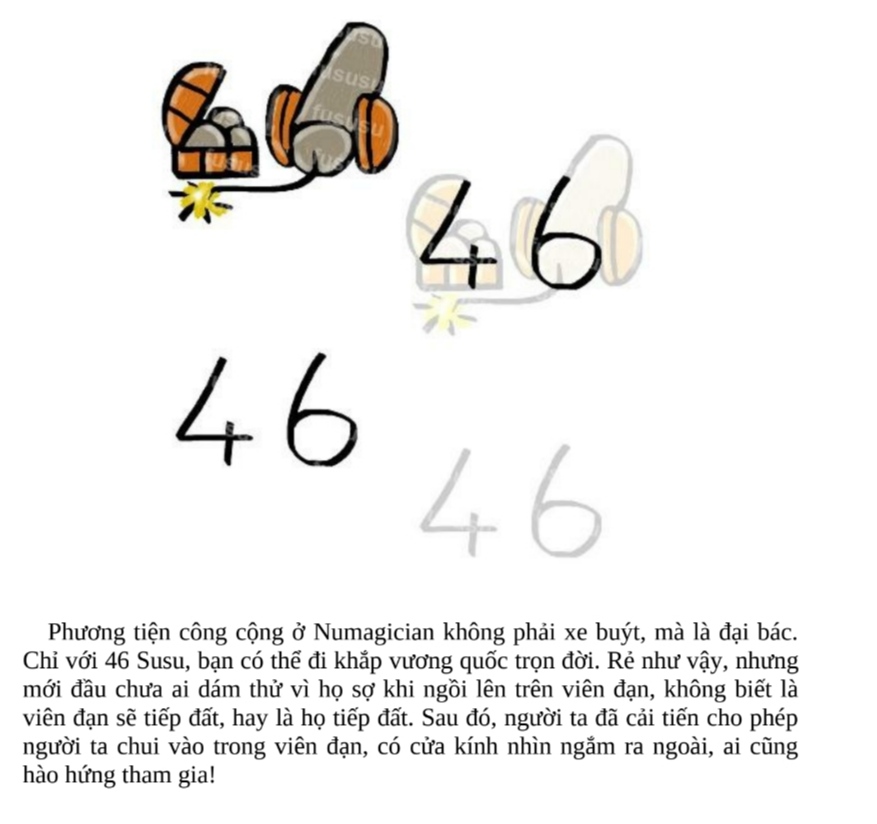 fususu
ususu
fususu
fususu
46
46
46
Phương tiện công cộng ở Numagician không phải xe buýt, mà là đại bác.
Chỉ với 46 Susu, bạn có thể đi khắp vương quốc trọn đời. Rẻ như vậy, nhưng
mới đầu chưa ai dám thử vì họ sợ khi ngồi lên trên viên đạn, không biết là
viên đạn sẽ tiếp đất, hay là họ tiếp đất. Sau đó, người ta đã cải tiến cho phép
người ta chui vào trong viên đạn, có cửa kính nhìn ngắm ra ngoài, ai cũng
hào hứng tham gia!